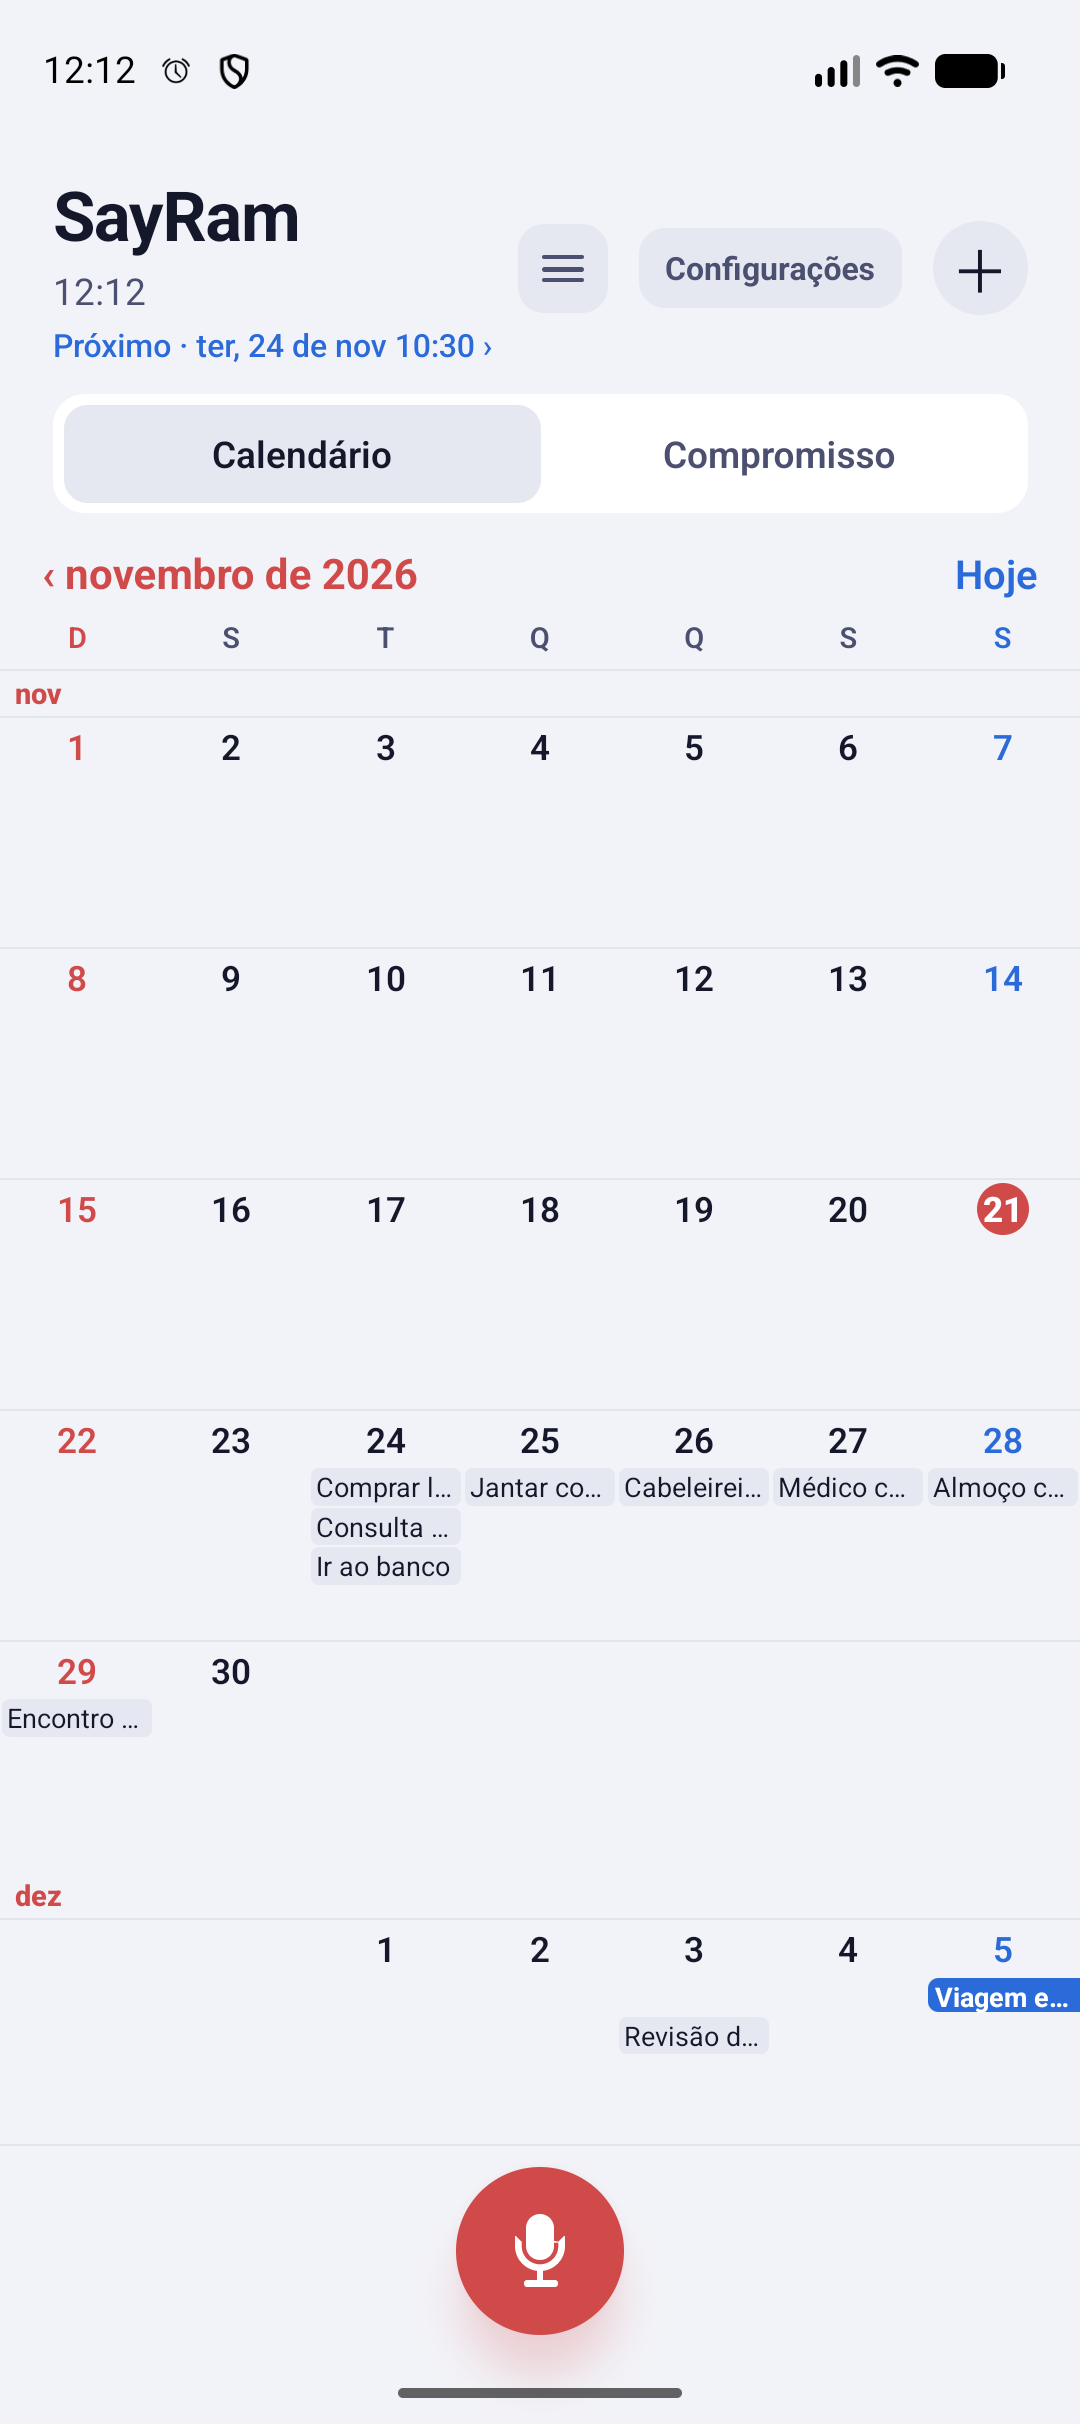 12:12
SayRam
12:12
Próximo · ter, 24 de nov 10:30 ›
Configurações
Calendário
Compromisso
‹ novembro de 2026
Hoje
D S T Q Q S S
nov
1 2 3 4 5 6 7
8 9 10 11 12 13 14
15 16 17 18 19 20 21
22 23 24 25 26 27 28
Comprar l... Jantar co... Cabeleirei... Médico c... Almoço c...
Consulta ...
Ir ao banco
29 30
Encontro ...
dez
1 2 3 4 5
Viagem e...
Revisão d...